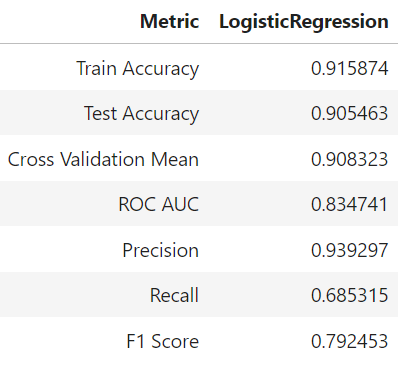 Metric LogisticRegression
Train Accuracy 0.915874
Test Accuracy 0.905463
Cross Validation Mean 0.908323
ROC AUC 0.834741
Precision 0.939297
Recall 0.685315
F1 Score 0.792453